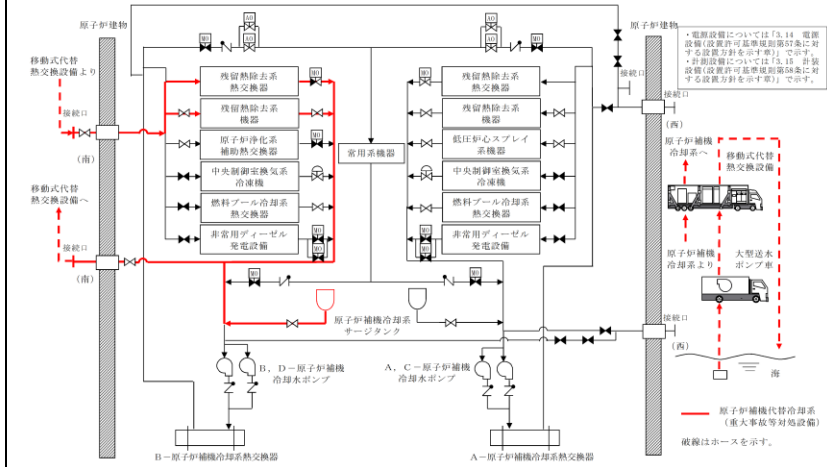 原子炉建物
移動式代替
熱交換設備より
接続口
(南)
移動式代替
熱交換設備へ
接続口
(南)
MO
AO
AO
残留熱除去系
熱交換器
MO
残留熱除去系
機器
原子炉浄化系
補助熱交換器
MO
中央制御室換気系
冷凍機
燃料プール冷却系
熱交換器
非常用ディーゼル
発電設備
MO
MO
常用系機器
AO
AO
MO
残留熱除去系
熱交換器
MO
残留熱除去系
機器
低圧炉心スプレイ
系機器
中央制御室換気系
冷凍機
燃料プール冷却系
熱交換器
非常用ディーゼル
発電設備
MO
MO
MO
MO
原子炉補機冷却系
サージタンク
B，D－原子炉補機
冷却水ポンプ
A，C－原子炉補機
冷却水ポンプ
B－原子炉補機冷却系熱交換器
A－原子炉補機冷却系熱交換器
原子炉建物
・電源設備については「3.14 電源
設備(設置許可基準規則第57条に対
する設置方針を示す章)」で示す。
・計測設備については「3.15 計装
設備(設置許可基準規則第58条に対
する設置方針を示す章)」で示す。
接続口
接続口
(西)
原子炉補機
冷却系へ
移動式代替
熱交換設備
原子炉補機
冷却系より
大型送水
ポンプ車
接続口
(西)
海
原子炉補機代替冷却系
(重大事故等対処設備)
破線はホースを示す。